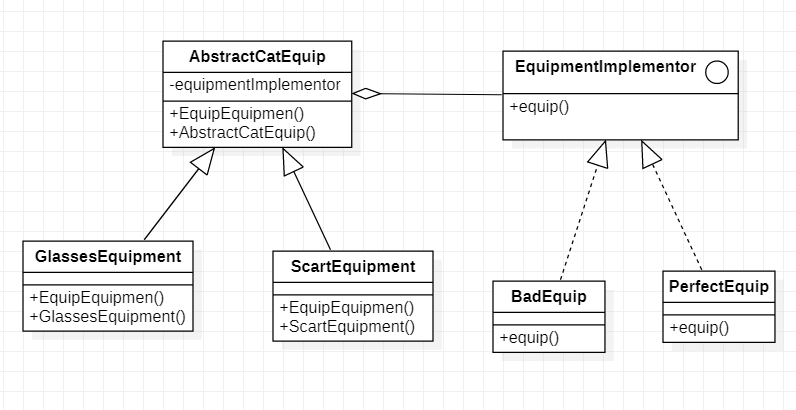 AbstractCatEquip
-equipmentImplementor
+EquipEquipmen()
+AbstractCatEquip()
EquipmentImplementor
+equip()
GlassesEquipment
+EquipEquipmen()
+GlassesEquipment()
ScartEquipment
+EquipEquipmen()
+ScartEquipment()
BadEquip
+equip()
PerfectEquip
+equip()